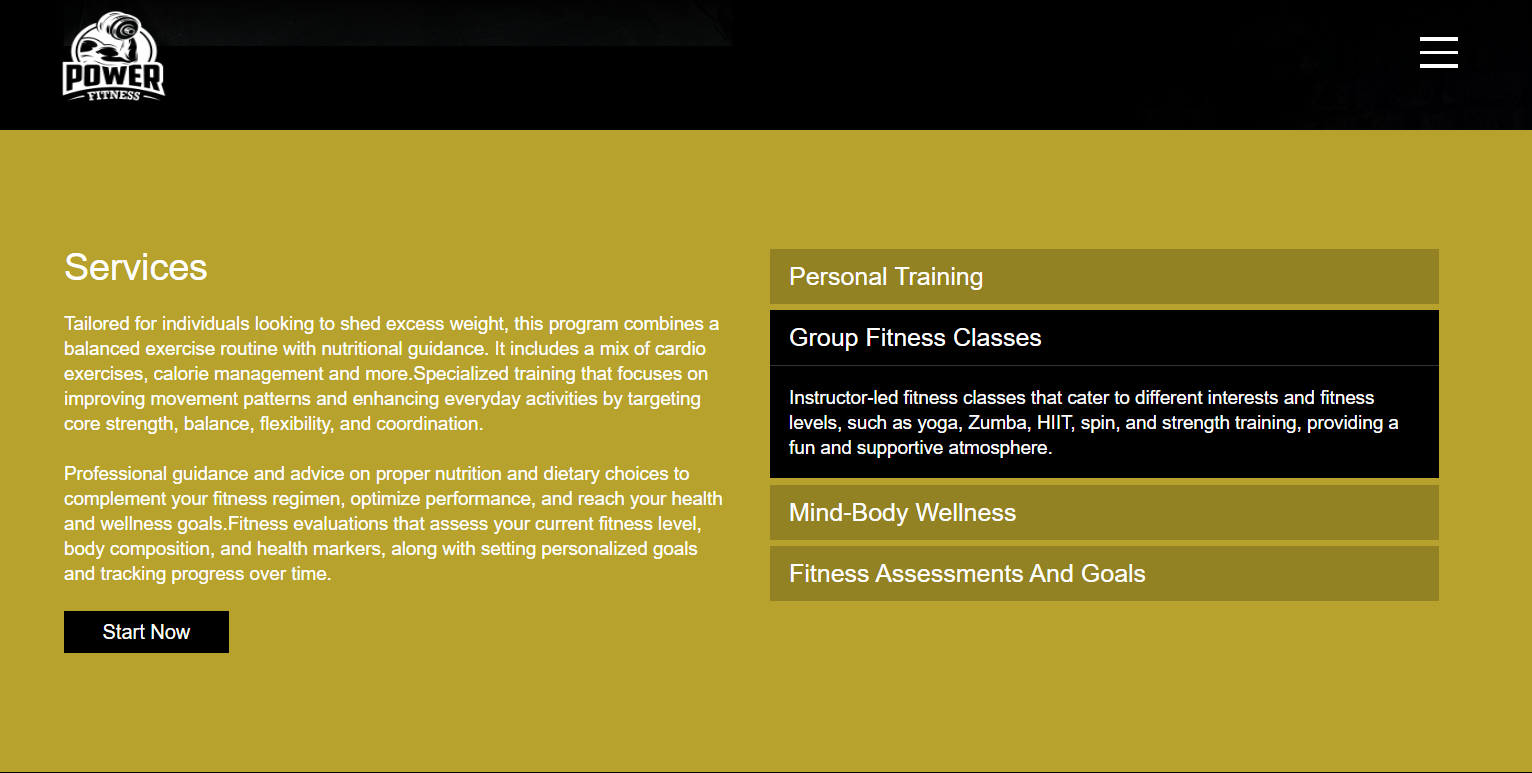 POWER
FITNESS
Services
Tailored for individuals looking to shed excess weight, this program combines a
balanced exercise routine with nutritional guidance. It includes a mix of cardio
exercises, calorie management and more.Specialized training that focuses on
improving movement patterns and enhancing everyday activities by targeting
core strength, balance, flexibility, and coordination.
Professional guidance and advice on proper nutrition and dietary choices to
complement your fitness regimen, optimize performance, and reach your health
and wellness goals.Fitness evaluations that assess your current fitness level,
body composition, and health markers, along with setting personalized goals
and tracking progress over time.
Start Now
Personal Training
Group Fitness Classes
Instructor-led fitness classes that cater to different interests and fitness
levels, such as yoga, Zumba, HIIT, spin, and strength training, providing a
fun and supportive atmosphere.
Mind-Body Wellness
Fitness Assessments And Goals